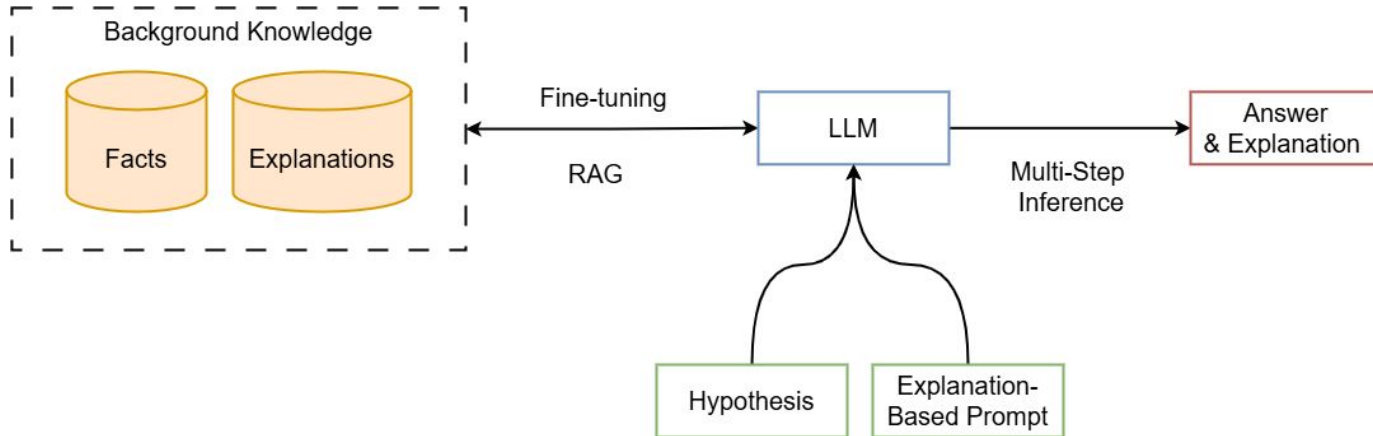 Background Knowledge
Facts
Explanations
Fine-tuning
RAG
LLM
Multi-Step
Inference
Answer
& Explanation
Hypothesis
Explanation-
Based Prompt